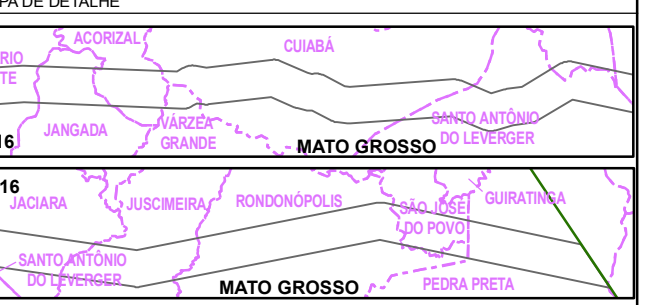 PA DE DETALHE
ACORIZAL
CUIABÁ
RIO
TE
JANGADA
VÁRZEA
GRANDE
SANTO ANTÔNIO
DO LEVERGER
MATO GROSSO
16
16
JACIARA
JUSCIMEIRA
RONDONÓPOLIS
SÃO JOSÉ
DO POVO
GUIRATINGA
SANTO ANTÔNIO
DO LEVERGER
MATO GROSSO
PEDRA PRETA